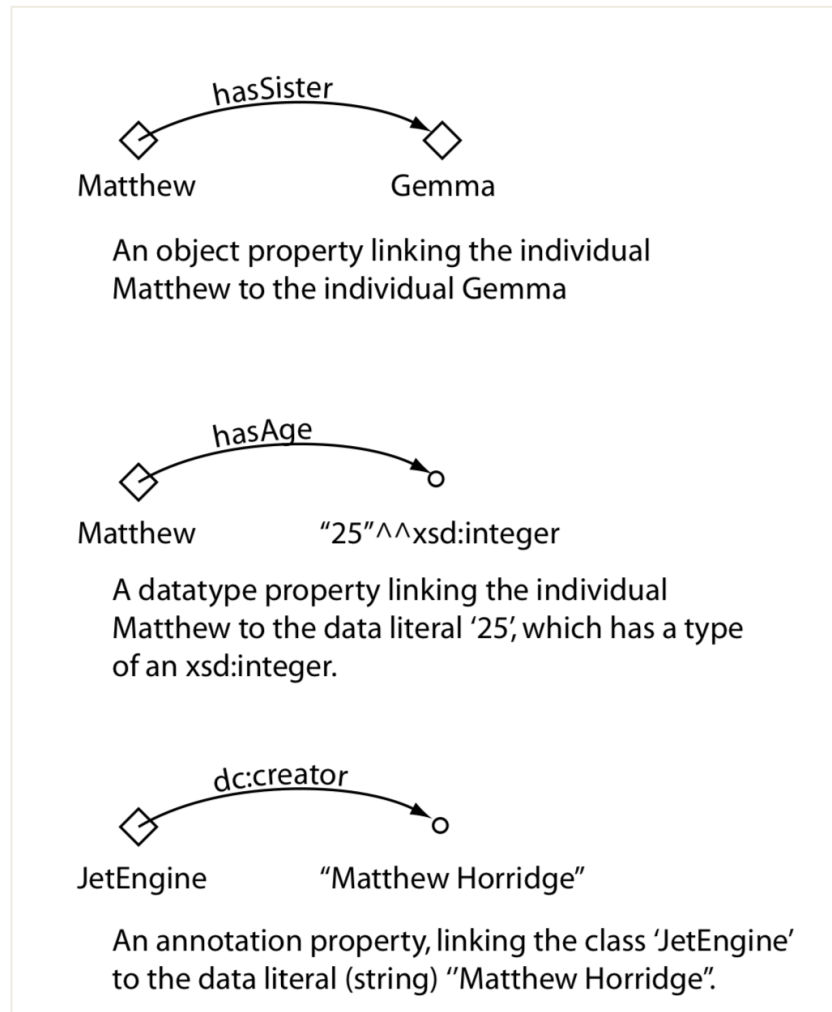 hasSister
Matthew Gemma
An object property linking the individual
Matthew to the individual Gemma
hasAge
Matthew “25”^^xsd:integer
A datatype property linking the individual
Matthew to the data literal ‘25’, which has a type
of an xsd:integer.
dc:creator
JetEngine “Matthew Horridge”
An annotation property, linking the class ‘JetEngine’
to the data literal (string) ”Matthew Horridge”.